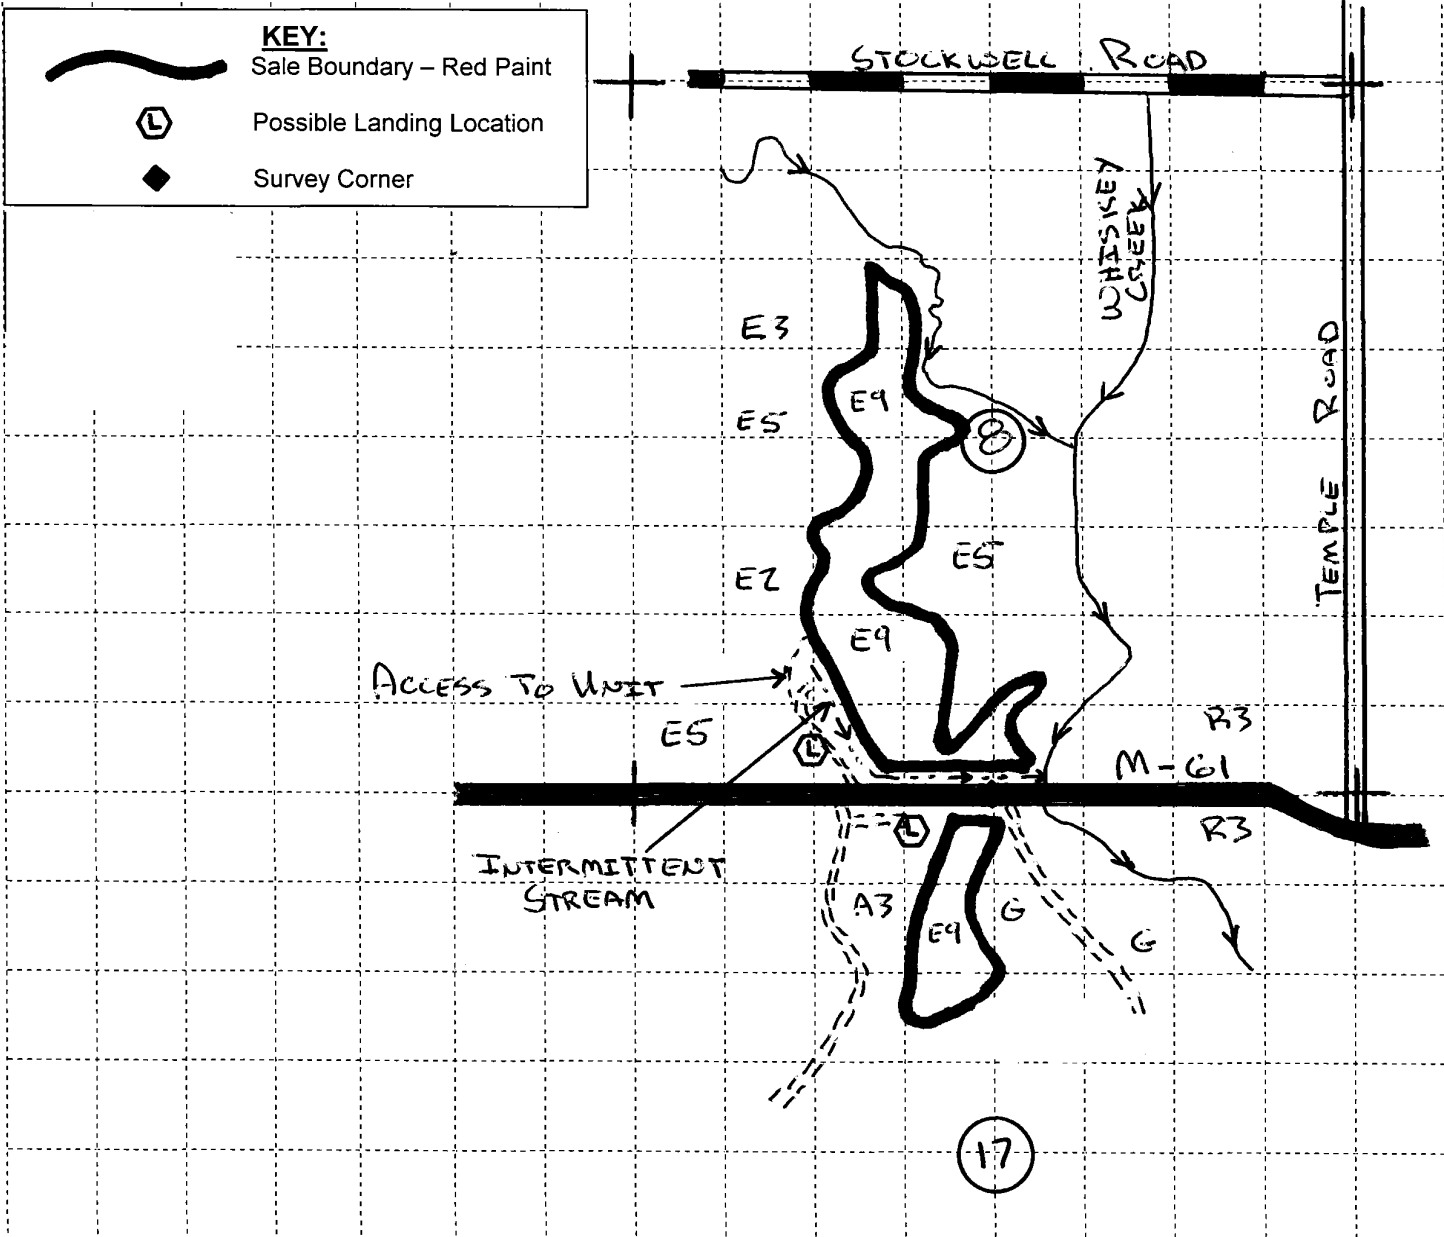 KEY:
Sale Boundary – Red Paint
L
Possible Landing Location
Survey Corner
STOCKWELL ROAD
WHISKEY
CREEK
TEMPLE ROAD
E3
E9
E5
8
E5
E2
E9
ACCESS TO UNIT
E5
L
R3
M-61
L
R3
INTERMITTENT
STREAM
A3
E9
G
G
17